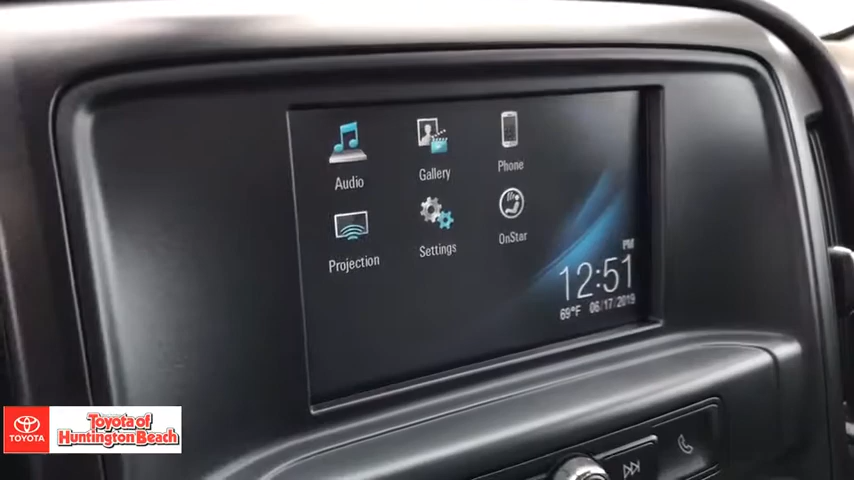 Audio
Gallery
Phone
Projection
Settings
OnStar
PM
12:51
69°F 06/17/2019
TOYOTA
Toyota of
Huntington Beach